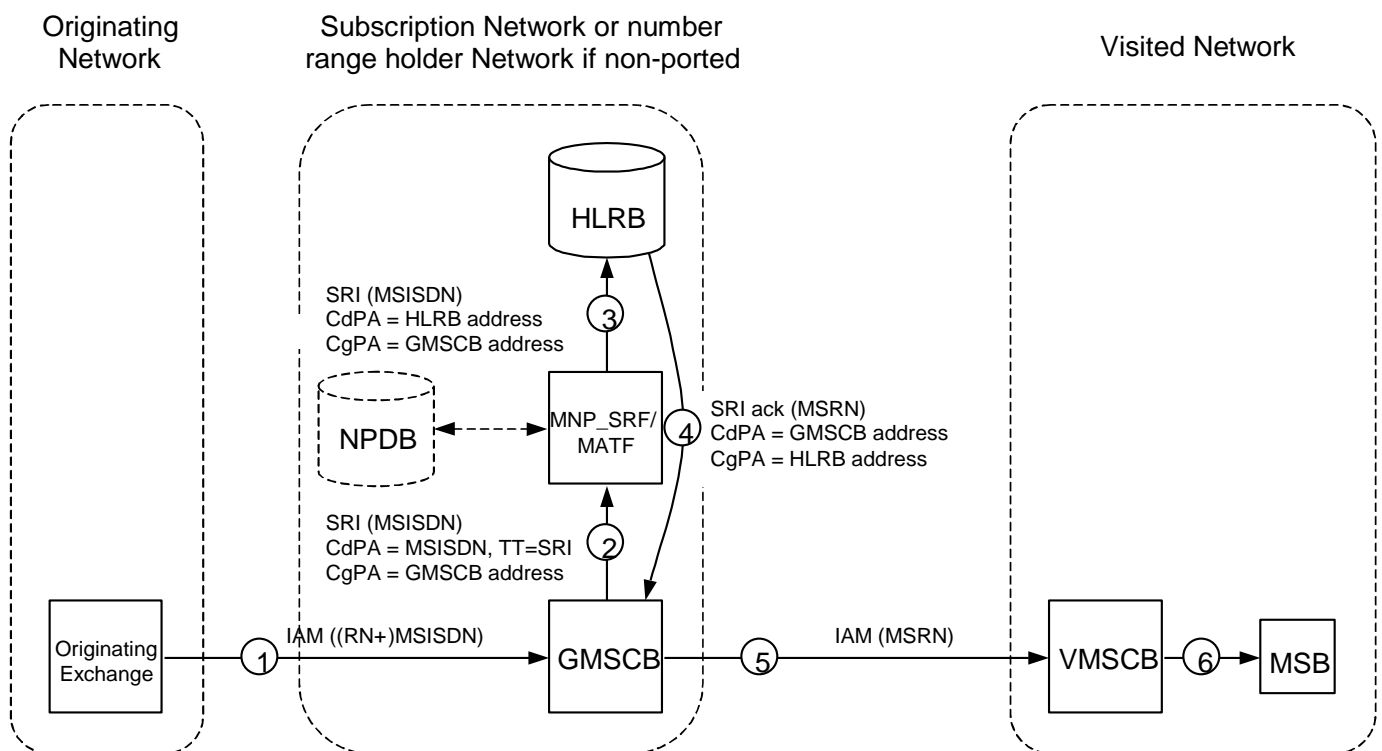 Originating
Network
Subscription Network or number
range holder Network if non-ported
Visited Network
HLRB
SRI (MSISDN)
CdPA = HLRB address
CgPA = GMSCB address
3
NPDB
MNP_SRF/
MATF
4
SRI ack (MSRN)
CdPA = GMSCB address
CgPA = HLRB address
SRI (MSISDN)
CdPA = MSISDN, TT=SRI
CgPA = GMSCB address
2
Originating
Exchange
1
IAM ((RN+)MSISDN)
GMSCB
5
IAM (MSRN)
VMSCB
6
MSB